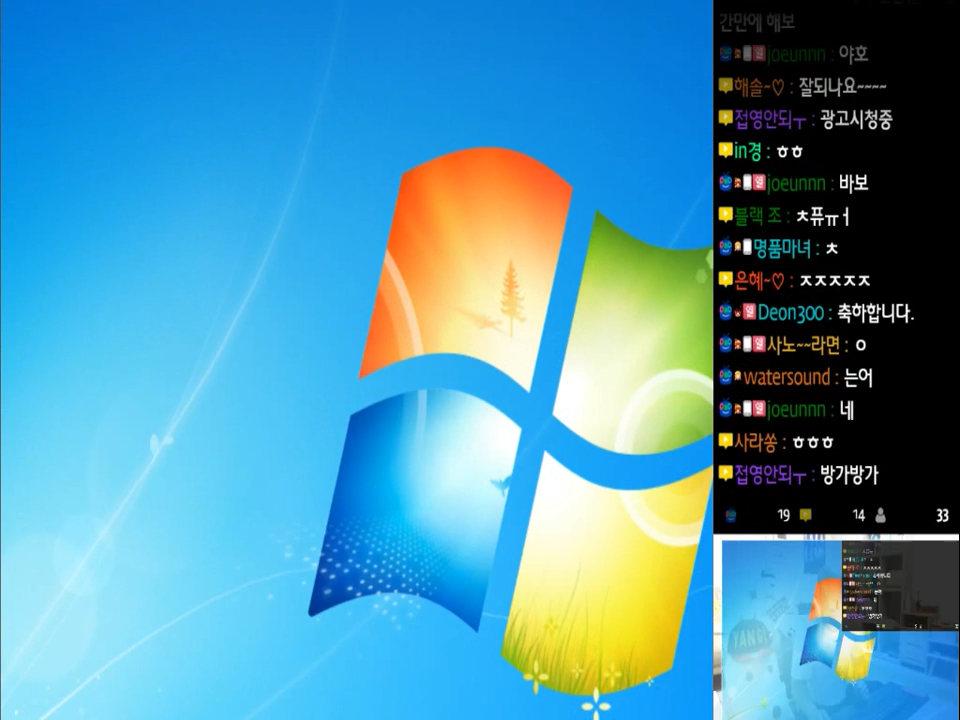 간만에 해보
joeunnn : 야호
해솔~♡ : 잘되나요~~~~
접영안되ㅜ : 광고시청중
in경 : ㅎㅎ
joeunnn : 바보
블랙 조 : ㅊ퓨ㅠㅓ
명품마녀 : ㅊ
은혜~♡ : ㅈㅈㅈㅈㅈ
Deon300 : 축하합니다.
사노~~라면 : ㅇ
watersound : 는어
joeunnn : 네
사라쏭 : ㅎㅎㅎ
접영안되ㅜ : 방가방가
19 14 33